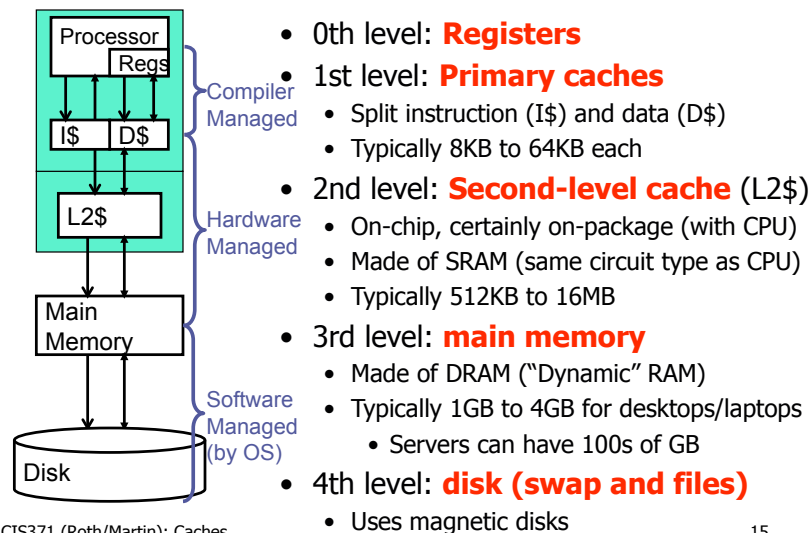 Processor
Regs
I$ D$
L2$
Main
Memory
Disk
Compiler
Managed
Hardware
Managed
Software
Managed
(by OS)
• 0th level: Registers
• 1st level: Primary caches
• Split instruction (I$) and data (D$)
• Typically 8KB to 64KB each
• 2nd level: Second-level cache (L2$)
• On-chip, certainly on-package (with CPU)
• Made of SRAM (same circuit type as CPU)
• Typically 512KB to 16MB
• 3rd level: main memory
• Made of DRAM (“Dynamic” RAM)
• Typically 1GB to 4GB for desktops/laptops
• Servers can have 100s of GB
• 4th level: disk (swap and files)
• Uses magnetic disks
CIS371 (Roth/Martin): Caches
15